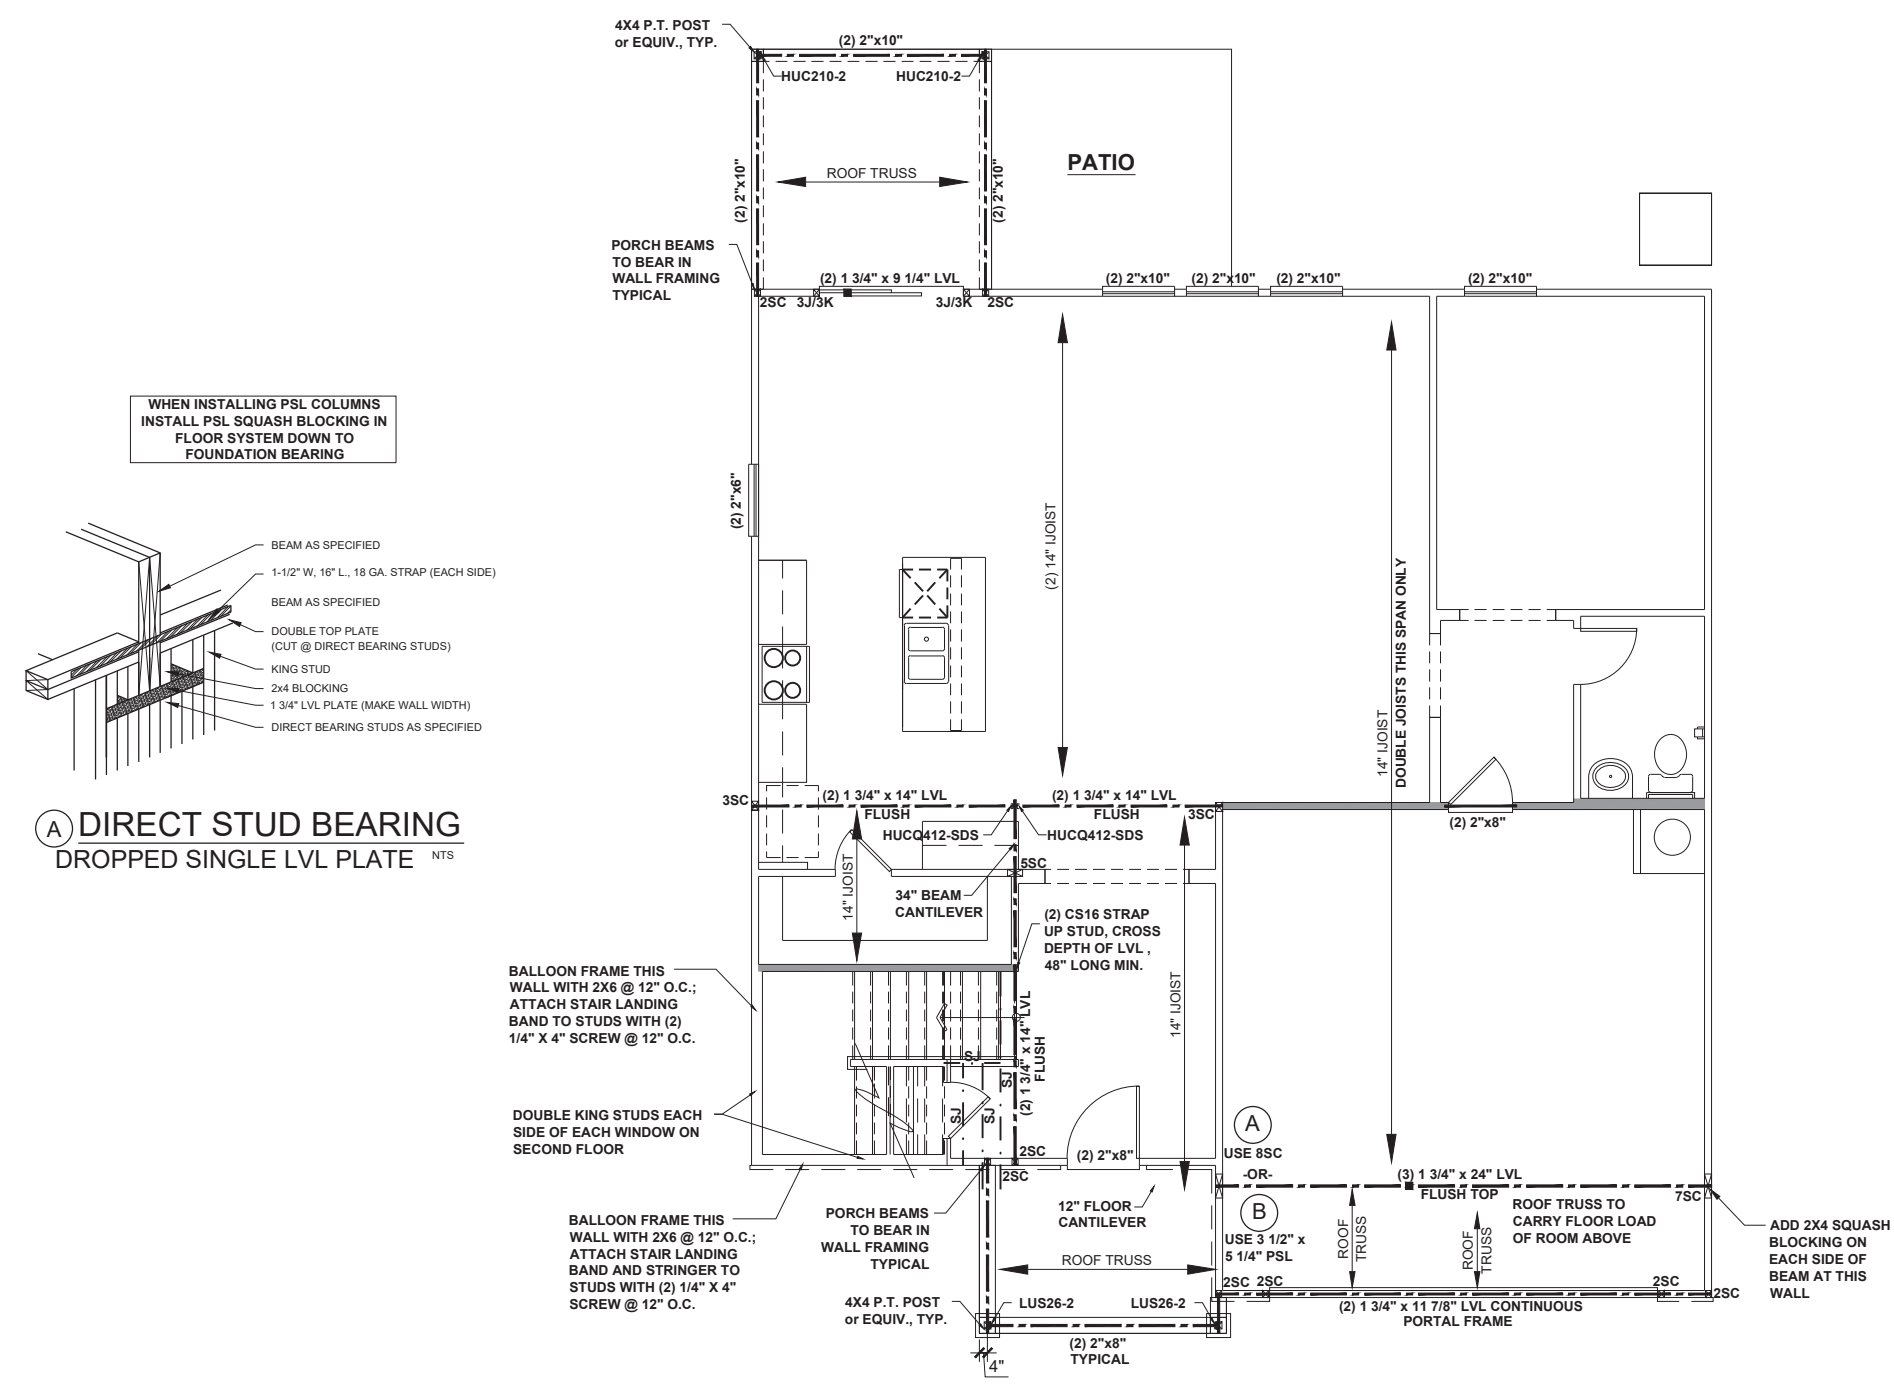 4X4 P.T. POST
or EQUIV., TYP.
(2) 2"x10"
HUC210-2
HUC210-2
(2) 2"x10"
ROOF TRUSS
(2) 2"x10"
PATIO
PORCH BEAMS
TO BEAR IN
WALL FRAMING
TYPICAL
(2) 1 3/4" x 9 1/4" LVL
2SC
3J/3K
3J/3K
2SC
(2) 2"x10"
(2) 2"x10"
(2) 2"x10"
(2) 2"x10"
WHEN INSTALLING PSL COLUMNS
INSTALL PSL SQUASH BLOCKING IN
FLOOR SYSTEM DOWN TO
FOUNDATION BEARING
(2) 2"x6"
(2) 14" IJOIST
14" IJOIST
DOUBLE JOISTS THIS SPAN ONLY
BEAM AS SPECIFIED
1-1/2" W, 16" L., 18 GA. STRAP (EACH SIDE)
BEAM AS SPECIFIED
DOUBLE TOP PLATE
(CUT @ DIRECT BEARING STUDS)
KING STUD
2x4 BLOCKING
1 3/4" LVL PLATE (MAKE WALL WIDTH)
DIRECT BEARING STUDS AS SPECIFIED
A DIRECT STUD BEARING
DROPPED SINGLE LVL PLATE NTS
3SC
(2) 1 3/4" x 14" LVL
FLUSH
(2) 1 3/4" x 14" LVL
FLUSH
3SC
HUCQ412-SDS
HUCQ412-SDS
(2) 2"x8"
14" IJOIST
5SC
34" BEAM
CANTILEVER
(2) CS16 STRAP
UP STUD, CROSS
DEPTH OF LVL ,
48" LONG MIN.
14" IJOIST
BALLOON FRAME THIS
WALL WITH 2X6 @ 12" O.C.;
ATTACH STAIR LANDING
BAND TO STUDS WITH (2)
1/4" X 4" SCREW @ 12" O.C.
(2) 1 3/4" x 14" LVL
FLUSH
SJ
SJ
SJ
SJ
DOUBLE KING STUDS EACH
SIDE OF EACH WINDOW ON
SECOND FLOOR
2SC
2SC
(2) 2"x8"
A
USE 8SC
-OR-
B
USE 3 1/2" x
5 1/4" PSL
(3) 1 3/4" x 24" LVL
FLUSH TOP
7SC
ROOF TRUSS TO
CARRY FLOOR LOAD
OF ROOM ABOVE
ROOF
TRUSS
ROOF
TRUSS
ADD 2X4 SQUASH
BLOCKING ON
EACH SIDE OF
BEAM AT THIS
WALL
BALLOON FRAME THIS
WALL WITH 2X6 @ 12" O.C.;
ATTACH STAIR LANDING
BAND AND STRINGER TO
STUDS WITH (2) 1/4" X 4"
SCREW @ 12" O.C.
PORCH BEAMS
TO BEAR IN
WALL FRAMING
TYPICAL
12" FLOOR
CANTILEVER
ROOF TRUSS
2SC
2SC
2SC
2SC
(2) 1 3/4" x 11 7/8" LVL CONTINUOUS
PORTAL FRAME
4X4 P.T. POST
or EQUIV., TYP.
LUS26-2
LUS26-2
(2) 2"x8"
TYPICAL
4"